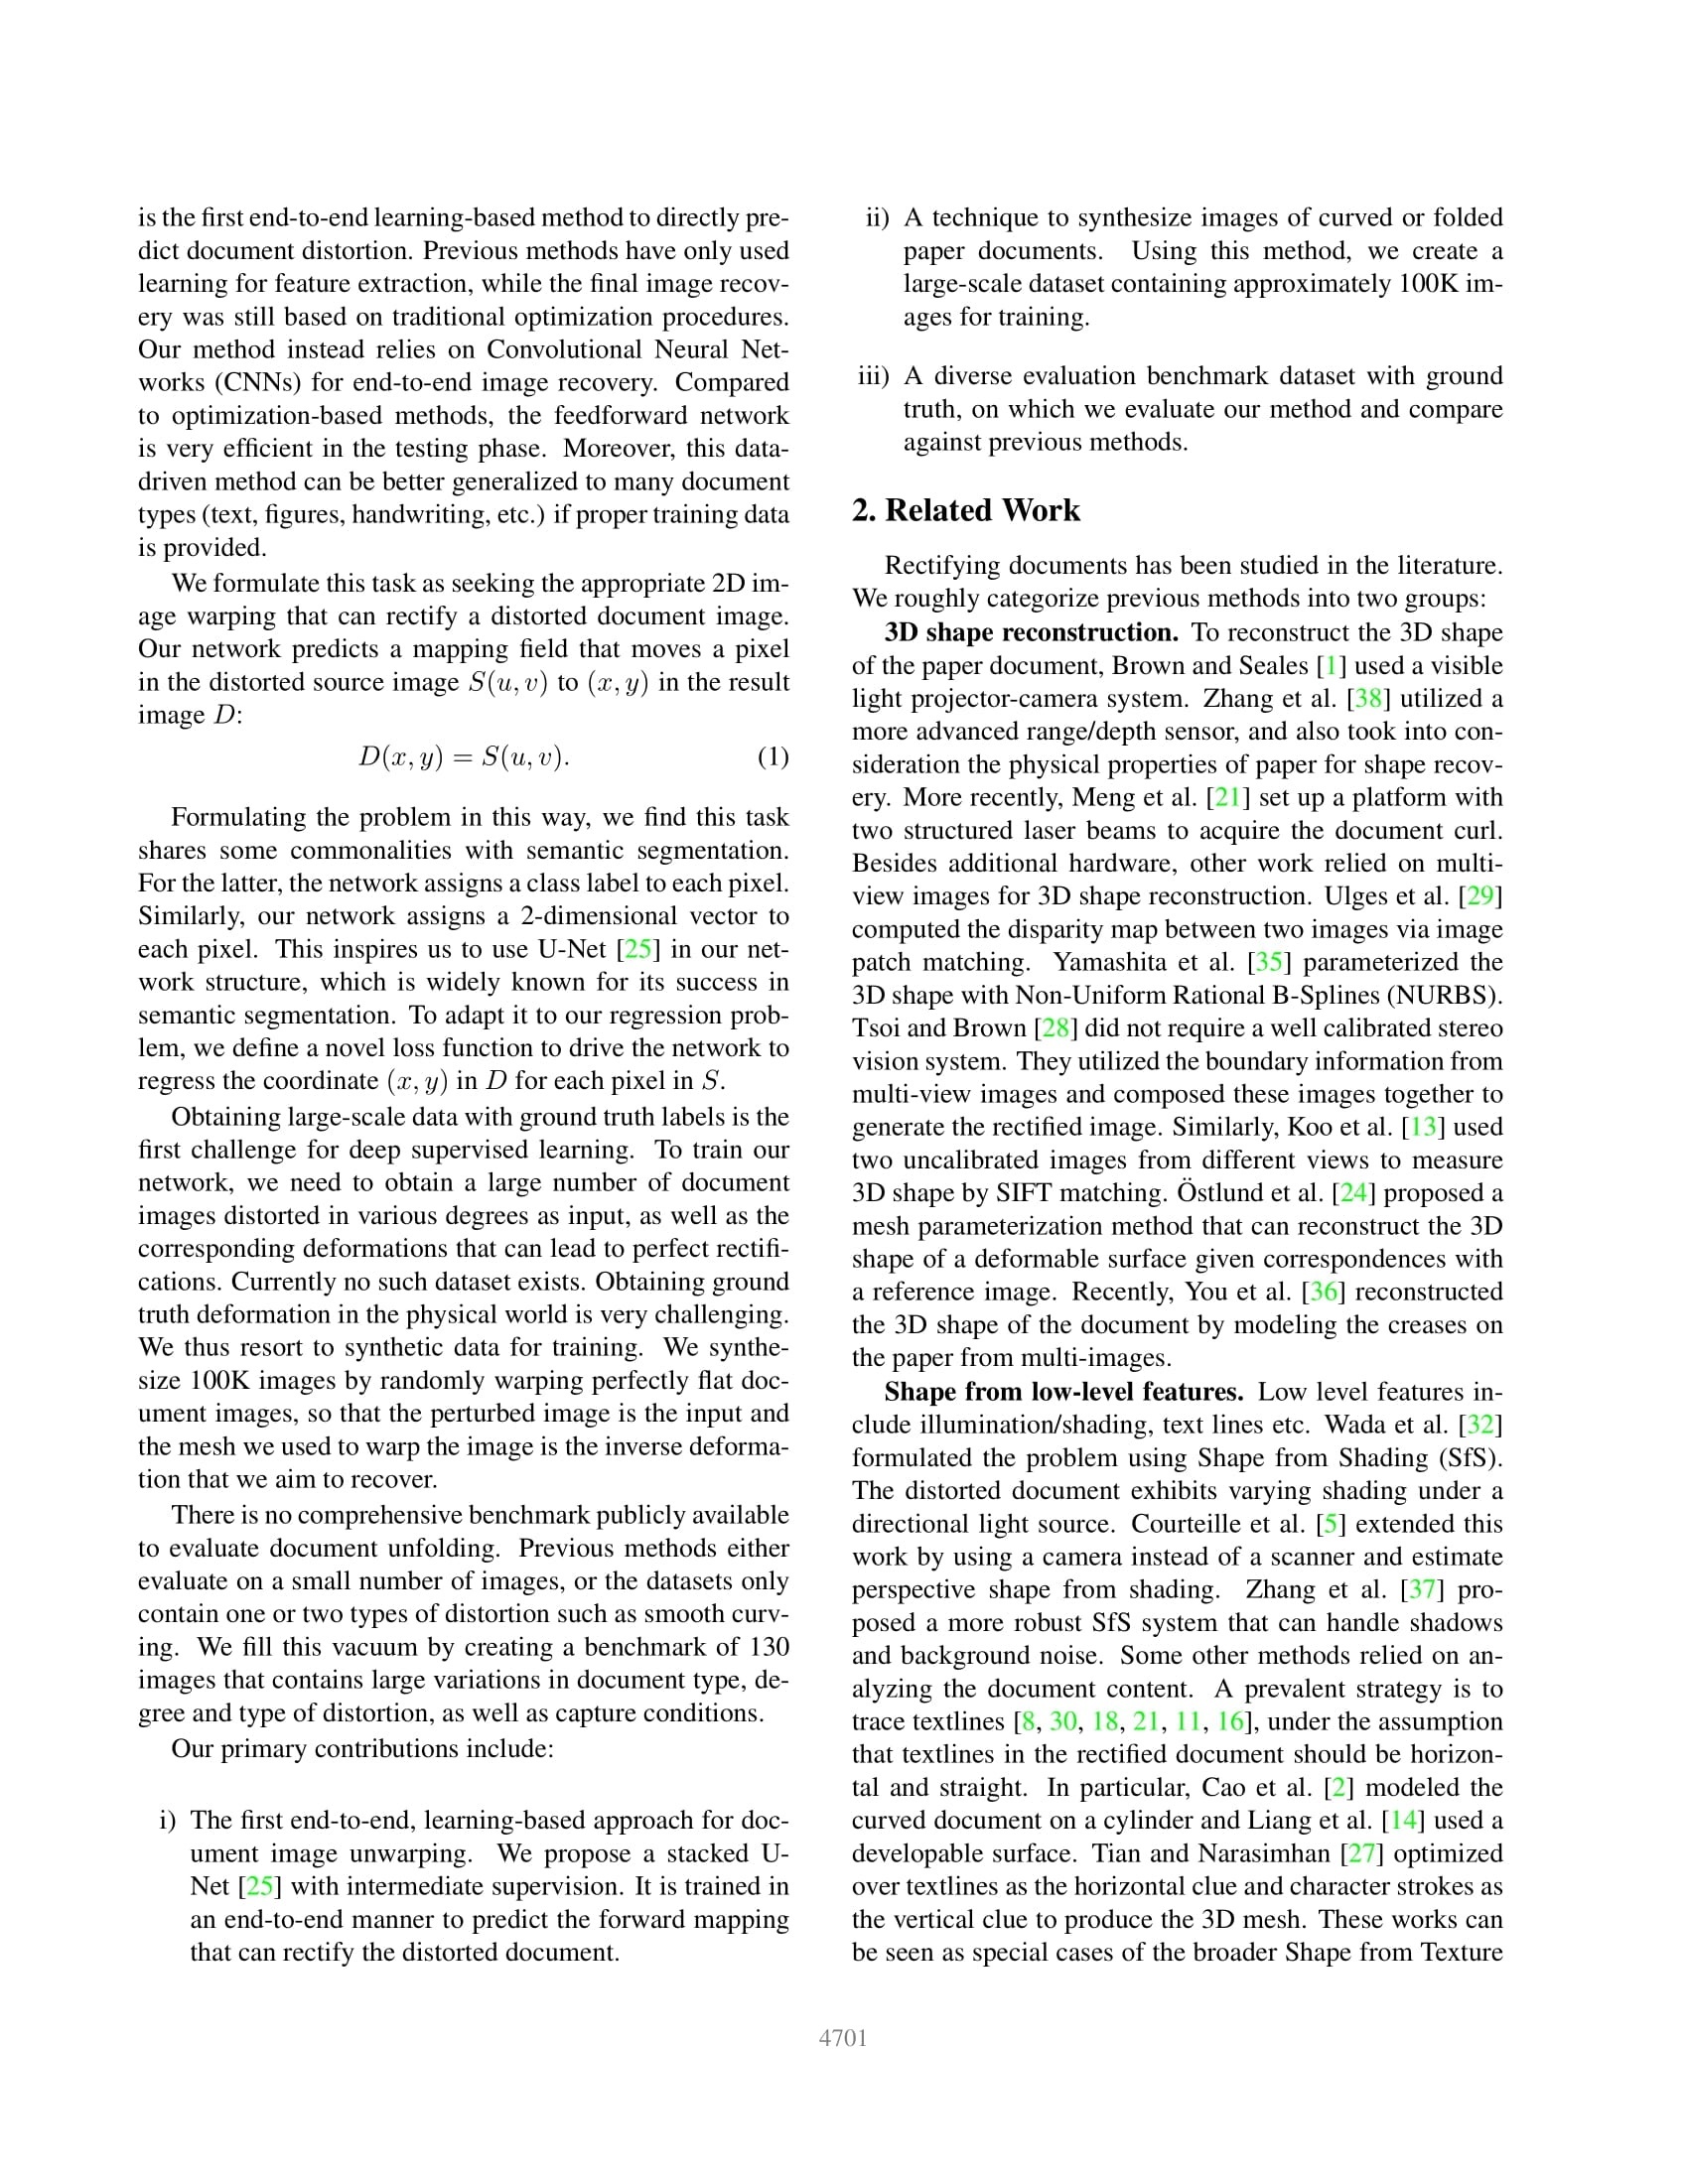 is the first end-to-end learning-based method to directly pre-
dict document distortion. Previous methods have only used
learning for feature extraction, while the final image recov-
ery was still based on traditional optimization procedures.
Our method instead relies on Convolutional Neural Net-
works (CNNs) for end-to-end image recovery. Compared
to optimization-based methods, the feedforward network
is very efficient in the testing phase. Moreover, this data-
driven method can be better generalized to many document
types (text, figures, handwriting, etc.) if proper training data
is provided.
We formulate this task as seeking the appropriate 2D im-
age warping that can rectify a distorted document image.
Our network predicts a mapping field that moves a pixel
in the distorted source image S(u, v) to (x, y) in the result
image D:
D(x, y) = S(u, v). (1)
Formulating the problem in this way, we find this task
shares some commonalities with semantic segmentation.
For the latter, the network assigns a class label to each pixel.
Similarly, our network assigns a 2-dimensional vector to
each pixel. This inspires us to use U-Net [25] in our net-
work structure, which is widely known for its success in
semantic segmentation. To adapt it to our regression prob-
lem, we define a novel loss function to drive the network to
regress the coordinate (x, y) in D for each pixel in S.
Obtaining large-scale data with ground truth labels is the
first challenge for deep supervised learning. To train our
network, we need to obtain a large number of document
images distorted in various degrees as input, as well as the
corresponding deformations that can lead to perfect rectifi-
cations. Currently no such dataset exists. Obtaining ground
truth deformation in the physical world is very challenging.
We thus resort to synthetic data for training. We synthe-
size 100K images by randomly warping perfectly flat doc-
ument images, so that the perturbed image is the input and
the mesh we used to warp the image is the inverse deforma-
tion that we aim to recover.
There is no comprehensive benchmark publicly available
to evaluate document unfolding. Previous methods either
evaluate on a small number of images, or the datasets only
contain one or two types of distortion such as smooth curv-
ing. We fill this vacuum by creating a benchmark of 130
images that contains large variations in document type, de-
gree and type of distortion, as well as capture conditions.
Our primary contributions include:
i) The first end-to-end, learning-based approach for doc-
ument image unwarping. We propose a stacked U-
Net [25] with intermediate supervision. It is trained in
an end-to-end manner to predict the forward mapping
that can rectify the distorted document.
ii) A technique to synthesize images of curved or folded
paper documents. Using this method, we create a
large-scale dataset containing approximately 100K im-
ages for training.
iii) A diverse evaluation benchmark dataset with ground
truth, on which we evaluate our method and compare
against previous methods.
2. Related Work
Rectifying documents has been studied in the literature.
We roughly categorize previous methods into two groups:
3D shape reconstruction. To reconstruct the 3D shape
of the paper document, Brown and Seales [1] used a visible
light projector-camera system. Zhang et al. [38] utilized a
more advanced range/depth sensor, and also took into con-
sideration the physical properties of paper for shape recov-
ery. More recently, Meng et al. [21] set up a platform with
two structured laser beams to acquire the document curl.
Besides additional hardware, other work relied on multi-
view images for 3D shape reconstruction. Ulges et al. [29]
computed the disparity map between two images via image
patch matching. Yamashita et al. [35] parameterized the
3D shape with Non-Uniform Rational B-Splines (NURBS).
Tsoi and Brown [28] did not require a well calibrated stereo
vision system. They utilized the boundary information from
multi-view images and composed these images together to
generate the rectified image. Similarly, Koo et al. [13] used
two uncalibrated images from different views to measure
3D shape by SIFT matching. Östlund et al. [24] proposed a
mesh parameterization method that can reconstruct the 3D
shape of a deformable surface given correspondences with
a reference image. Recently, You et al. [36] reconstructed
the 3D shape of the document by modeling the creases on
the paper from multi-images.
Shape from low-level features. Low level features in-
clude illumination/shading, text lines etc. Wada et al. [32]
formulated the problem using Shape from Shading (SfS).
The distorted document exhibits varying shading under a
directional light source. Courteille et al. [5] extended this
work by using a camera instead of a scanner and estimate
perspective shape from shading. Zhang et al. [37] pro-
posed a more robust SfS system that can handle shadows
and background noise. Some other methods relied on an-
alyzing the document content. A prevalent strategy is to
trace textlines [8, 30, 18, 21, 11, 16], under the assumption
that textlines in the rectified document should be horizon-
tal and straight. In particular, Cao et al. [2] modeled the
curved document on a cylinder and Liang et al. [14] used a
developable surface. Tian and Narasimhan [27] optimized
over textlines as the horizontal clue and character strokes as
the vertical clue to produce the 3D mesh. These works can
be seen as special cases of the broader Shape from Texture
4701